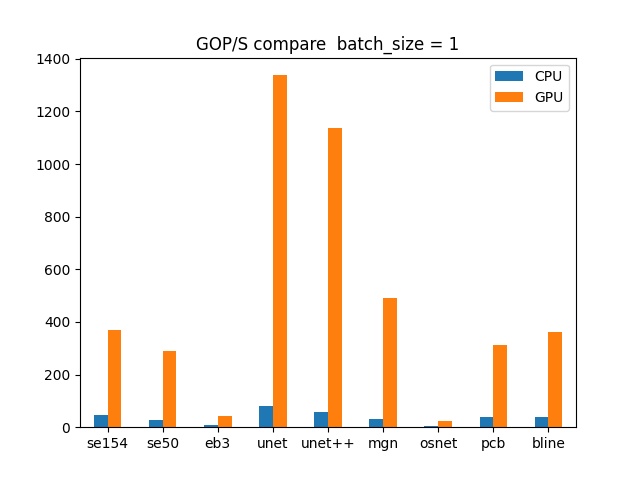 GOP/S compare  batch_size = 1
CPU
GPU
1400
1200
1000
800
600
400
200
0
se154 se50 eb3 unet unet++ mgn osnet pcb bline